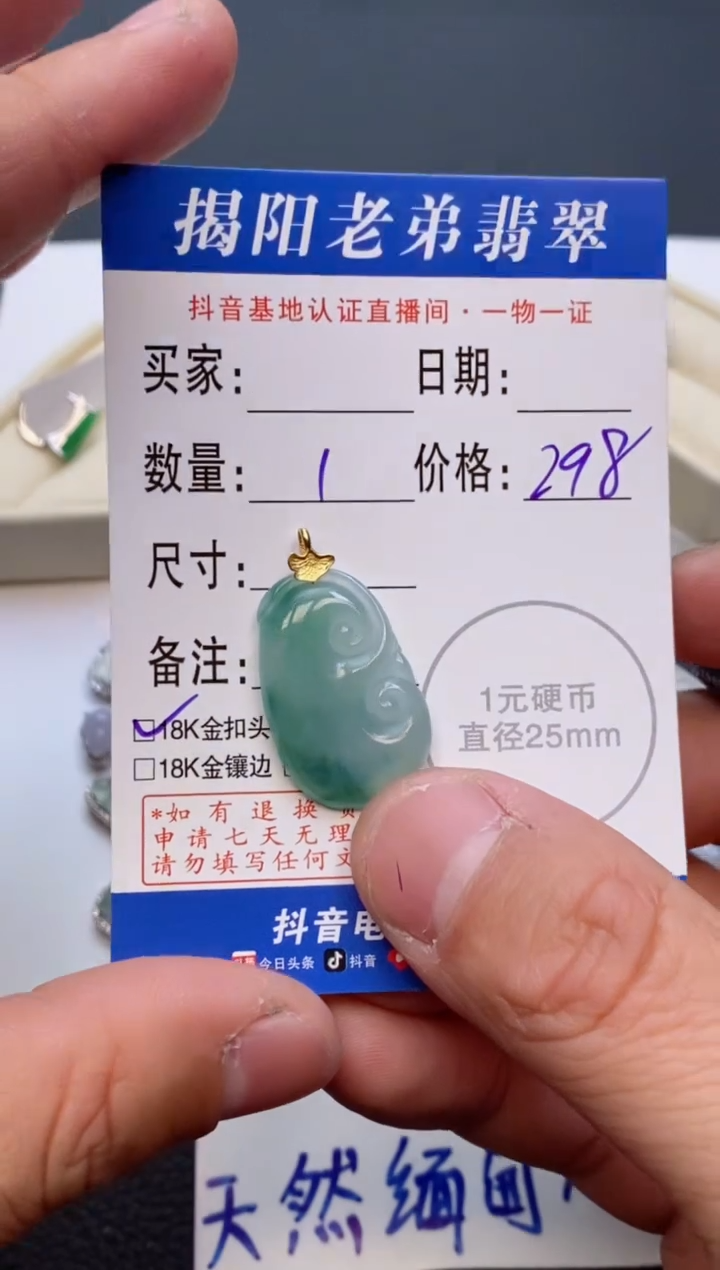 揭阳老弟翡翠
抖音基地认证直播间·一物一证
买家: 日期:
数量: 1 价格: 298
尺寸:
备注:
1元硬币
直径25mm
18K金扣头
18K金镶边
*如有退换
申请七天无理
请勿填写任何
抖音电
今日头条 抖音
天然缅甸